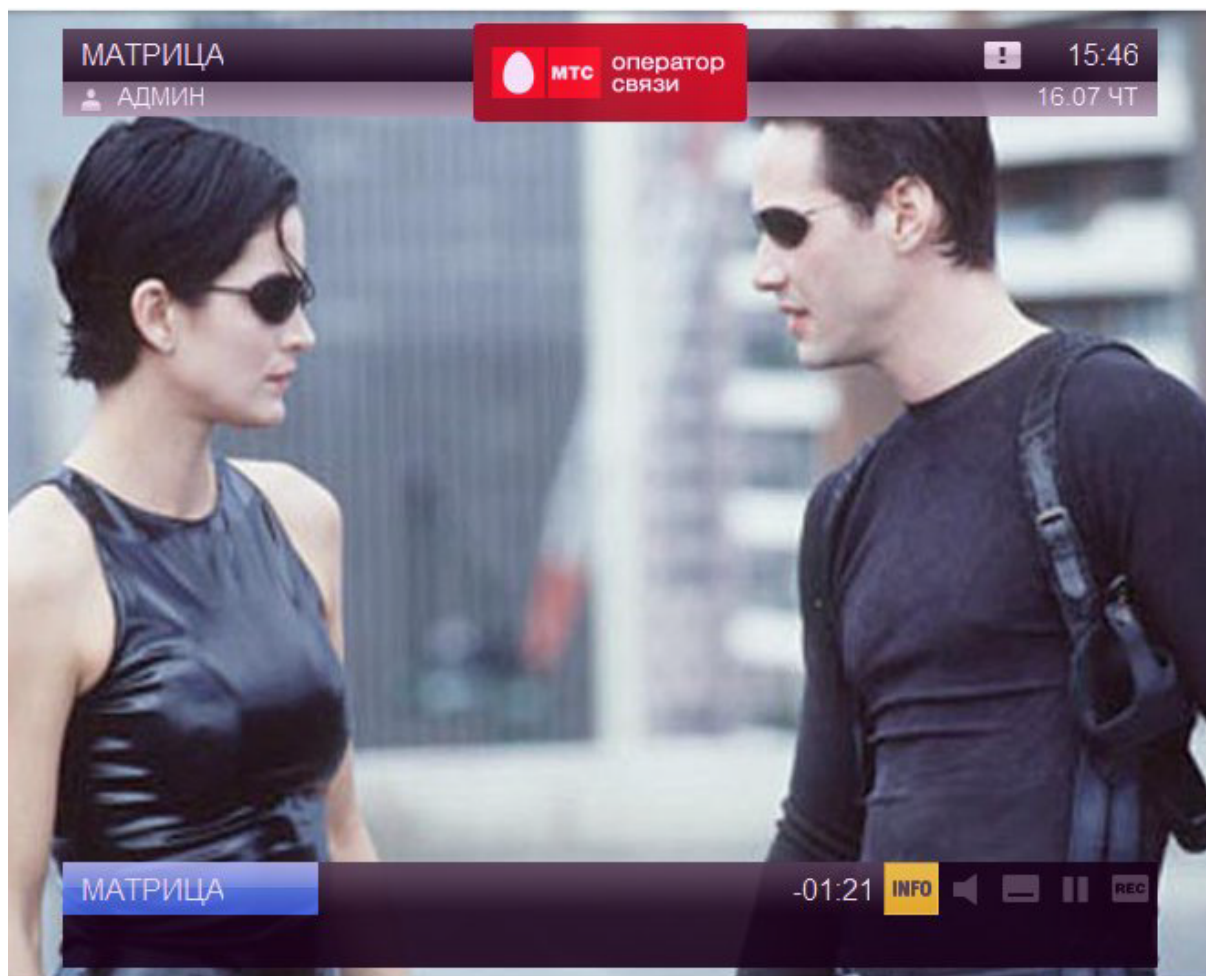 МАТРИЦА
мтс оператор связи
15:46
АДМИН
16.07 ЧТ
МАТРИЦА
-01:21 INFO
REC